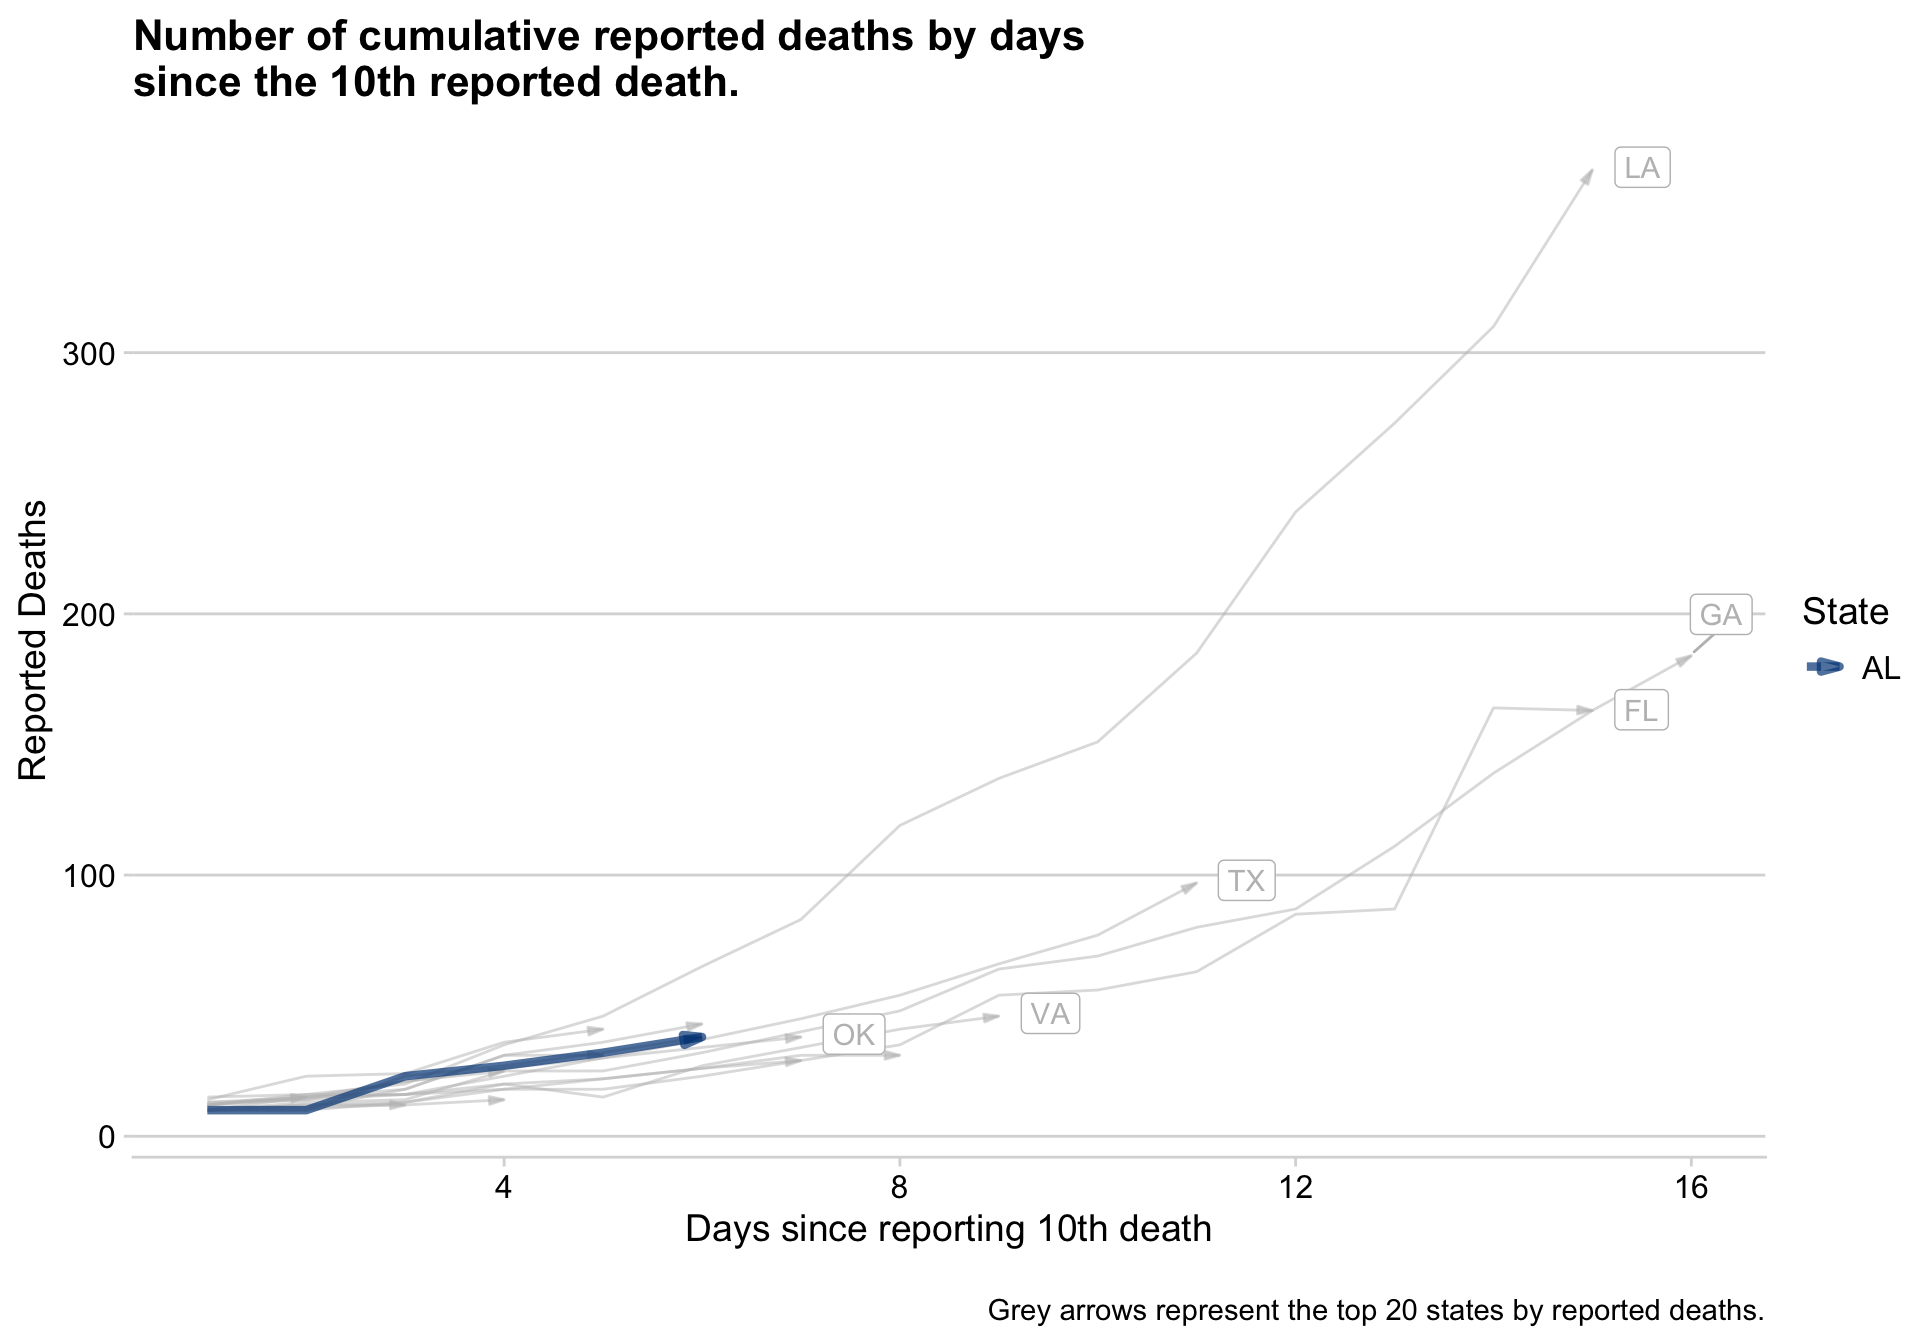 Number of cumulative reported deaths by days
since the 10th reported death.
LA
300
GA
200
State
AL
FL
Reported Deaths
TX
100
VA
OK
0
4
8
12
16
Days since reporting 10th death
Grey arrows represent the top 20 states by reported deaths.